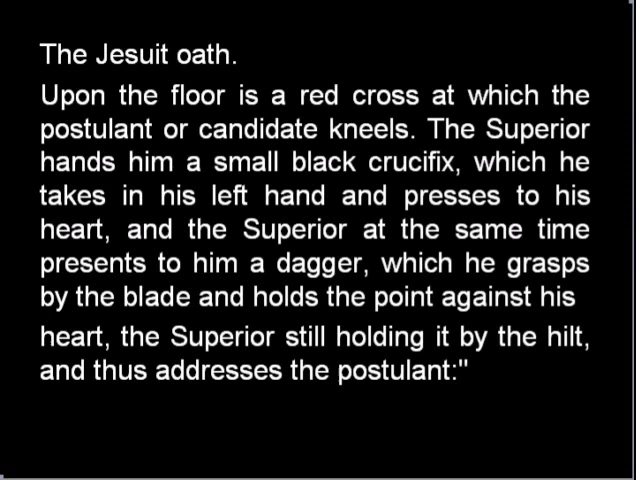 The Jesuit oath.
Upon the floor is a red cross at which the
postulant or candidate kneels. The Superior
hands him a small black crucifix, which he
takes in his left hand and presses to his
heart, and the Superior at the same time
presents to him a dagger, which he grasps
by the blade and holds the point against his
heart, the Superior still holding it by the hilt,
and thus addresses the postulant:"